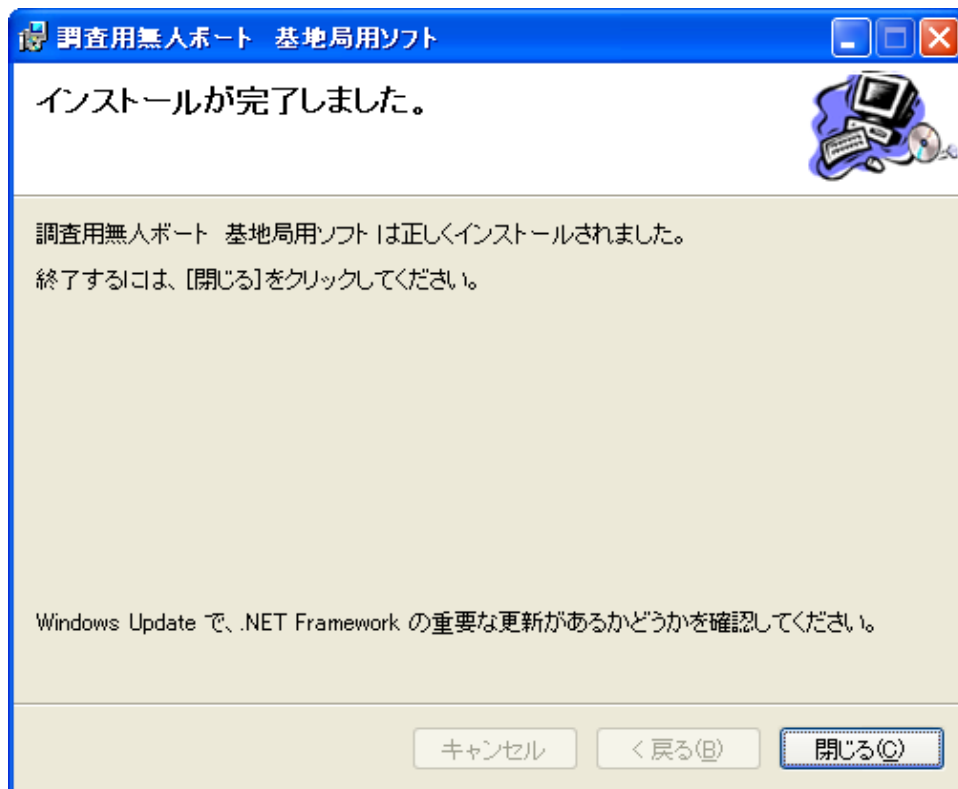 調査用無人ボート 基地局用ソフト
インストールが完了しました。
調査用無人ボート 基地局用ソフト は正しくインストールされました。
終了するには、[閉じる]をクリックしてください。
Windows Update で、.NET Framework の重要な更新があるかどうかを確認してください。
キャンセル
< 戻る(B)
閉じる(C)